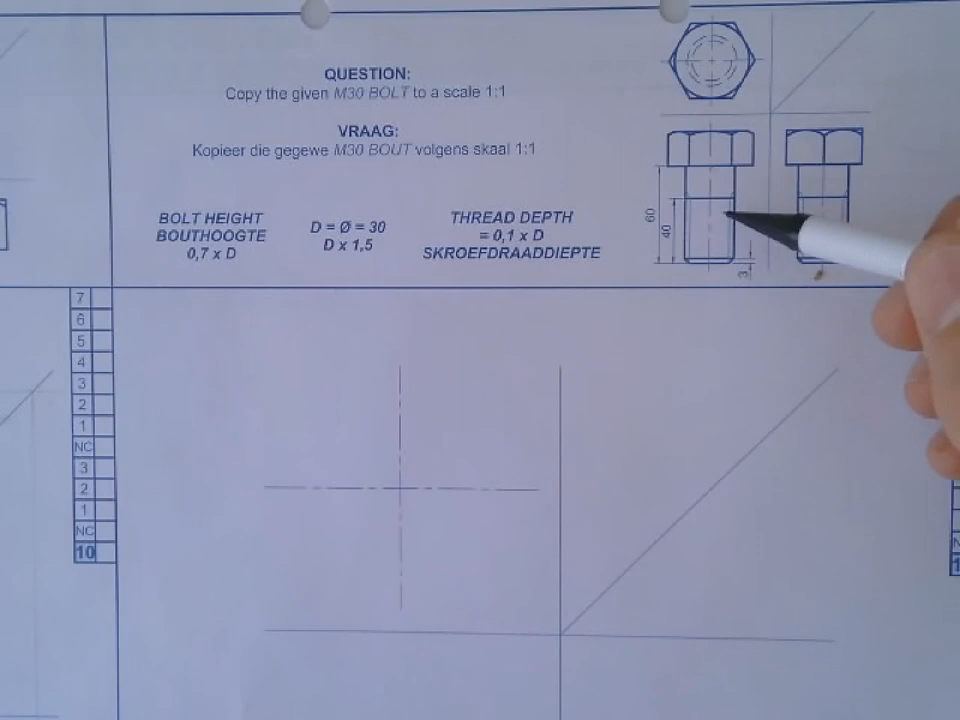 QUESTION:
Copy the given M30 BOLT to a scale 1:1
VRAAG:
Kopieer die gegewe M30 BOUT volgens skaal 1:1
BOLT HEIGHT
BOUTHOOGTE
0,7 x D
D = Ø = 30
D x 1,5
THREAD DEPTH
= 0,1 x D
SKROEFDRAADDIEPTE
60
40
3
7
6
5
4
3
2
1
NC
3
2
1
NC
10